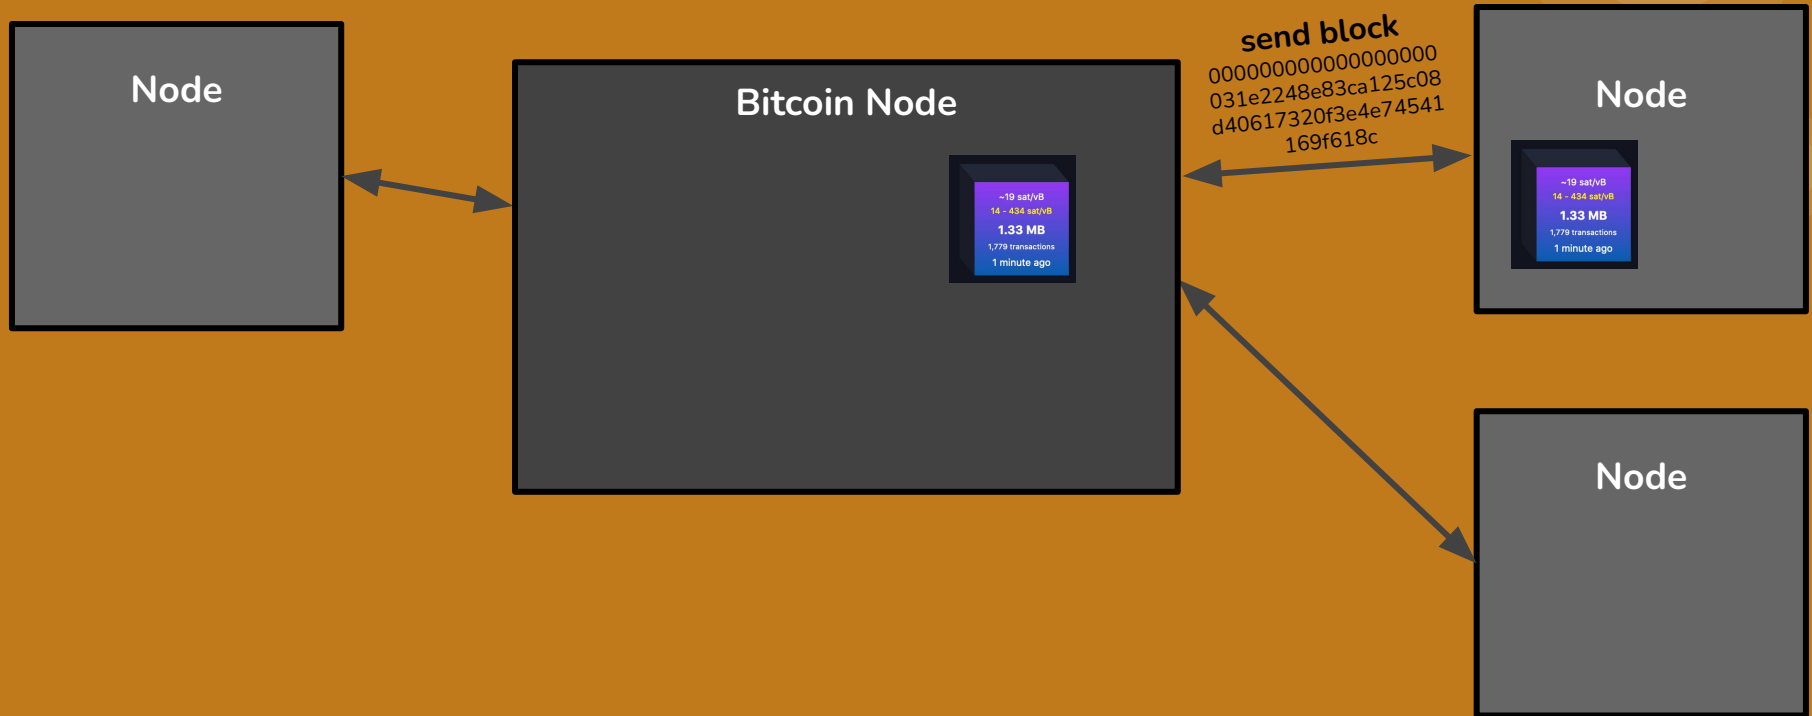 Node
Bitcoin Node
~19 sat/vB
14 - 434 sat/vB
1.33 MB
1,779 transactions
1 minute ago
send block
000000000000000000
031e2248e83ca125c08
d40617320f3e4e74541
169f618c
Node
~19 sat/vB
14 - 434 sat/vB
1.33 MB
1,779 transactions
1 minute ago
Node